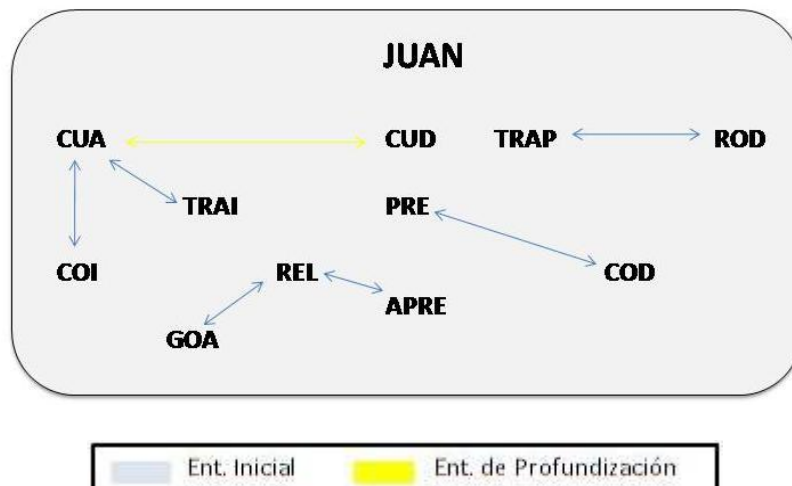 JUAN
CUA CUD TRAP ROD
TRAI PRE
COI REL COD
APRE
GOA
Ent. Inicial Ent. de Profundización